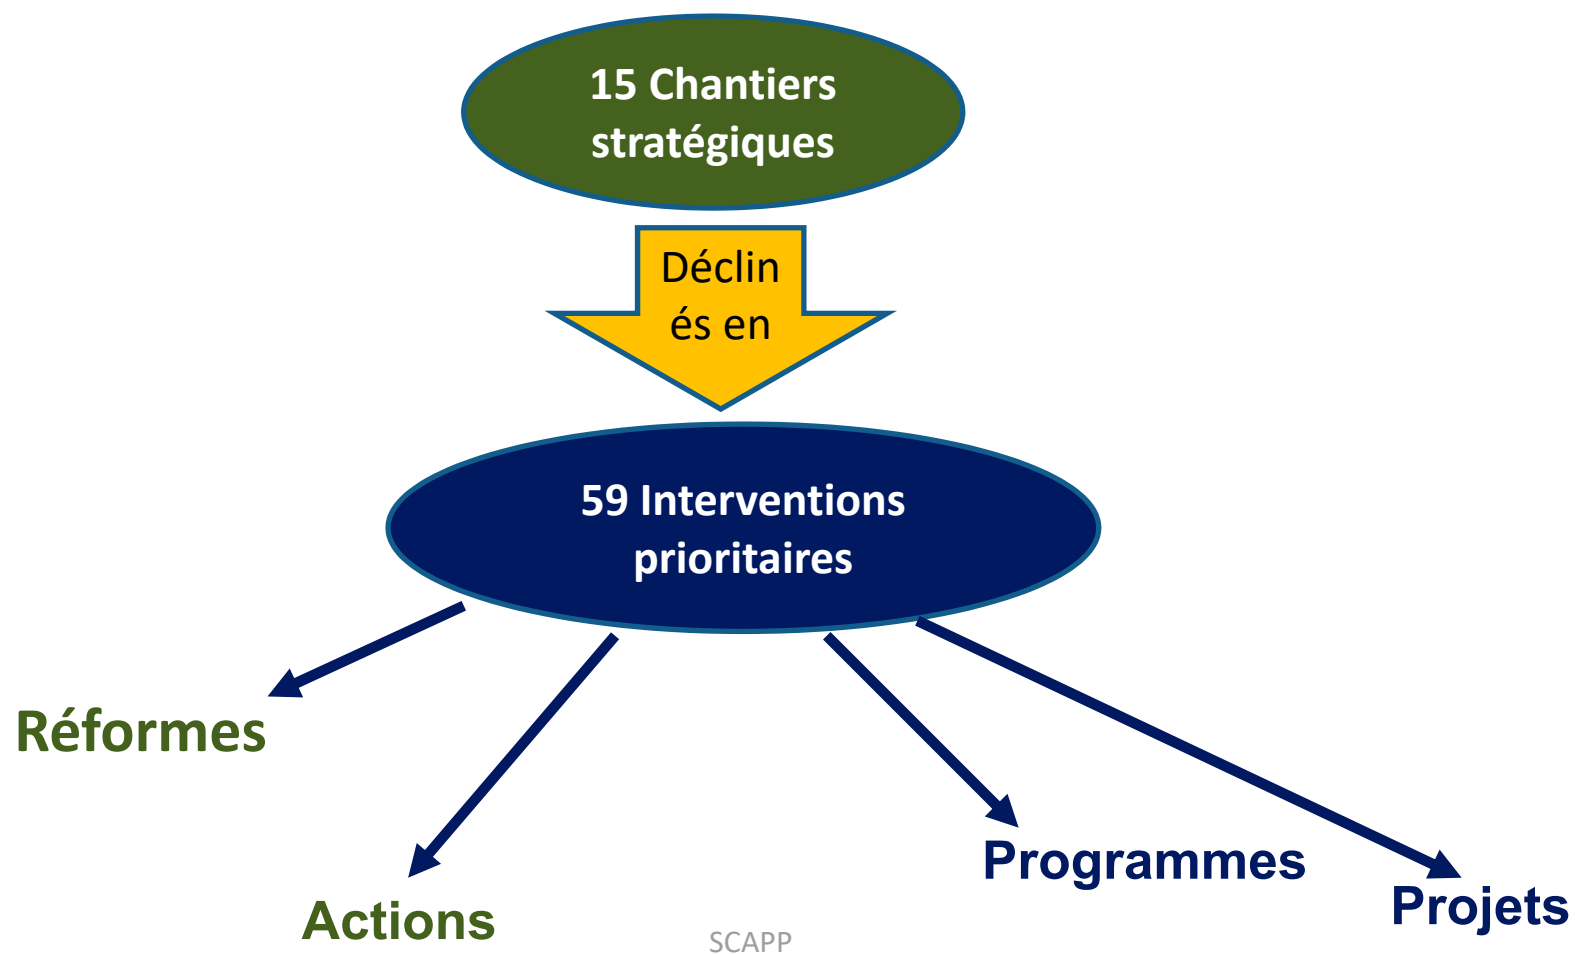 15 Chantiers
stratégiques
Déclin
és en
59 Interventions
prioritaires
Réformes
Actions
Programmes
Projets
SCAPP